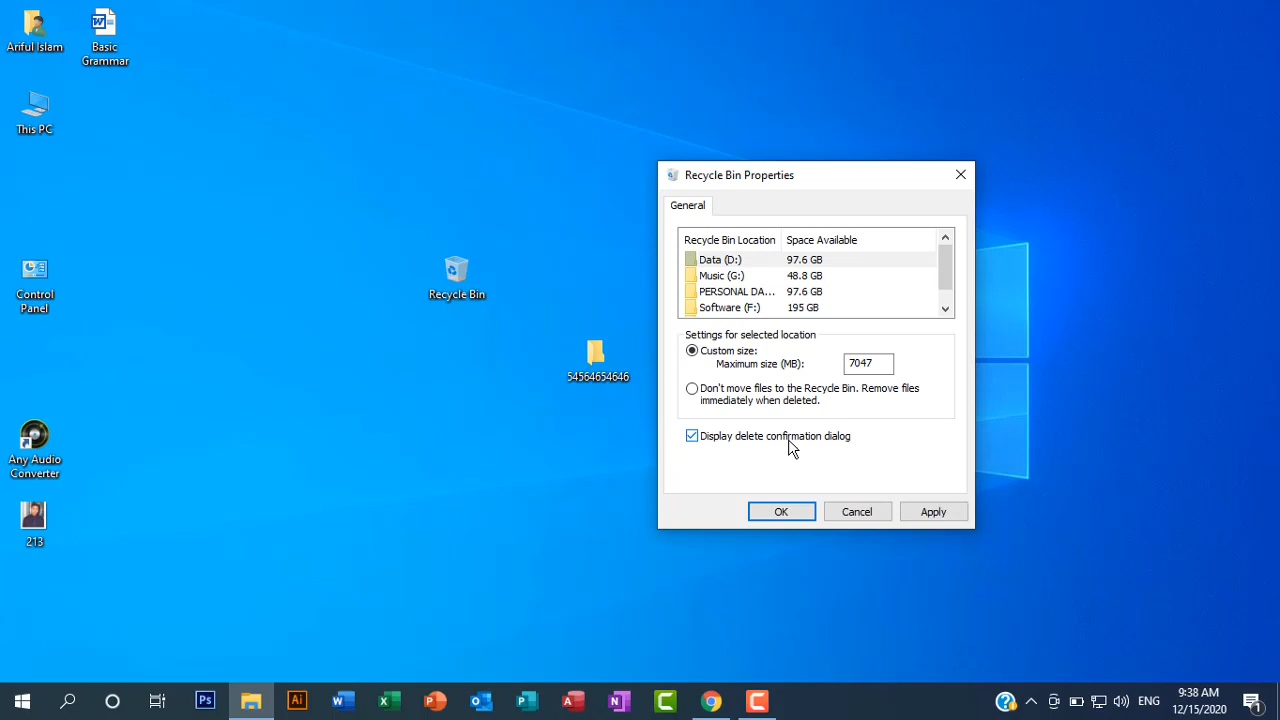 Ariful Islam
Basic
Grammar
This PC
Control
Panel
Any Audio
Converter
213
Recycle Bin
54564654646
Recycle Bin Properties
General
Recycle Bin Location Space Available
Data (D:) 97.6 GB
Music (G:) 48.8 GB
PERSONAL DA... 97.6 GB
Software (F:) 195 GB
Settings for selected location
Custom size:
Maximum size (MB): 7047
Don't move files to the Recycle Bin. Remove files
immediately when deleted.
Display delete confirmation dialog
OK Cancel Apply
Ps Ai ENG
9:38 AM
12/15/2020
1